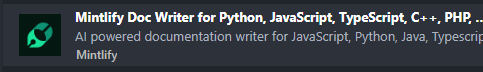 Mintlify Doc Writer for Python, JavaScript, TypeScript, C++, PHP, ...
AI powered documentation writer for JavaScript, Python, Java, Typescrip
Mintlify